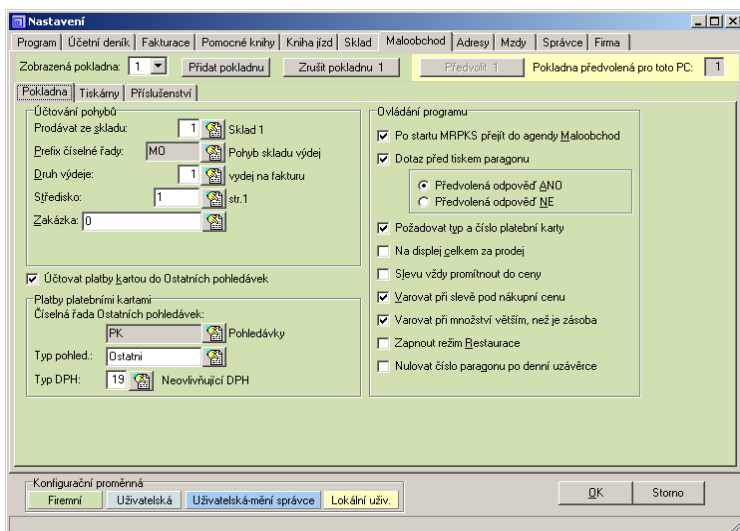 Nastavení
Program Účetní deník Fakturace Pomocné knihy Kniha jízd Sklad Maloobchod Adresy Mzdy Správce Firma
Zobrazená pokladna: 1 Přidat pokladnu Zrušit pokladnu 1 Předvolit 1 Pokladna předvolená pro toto PC: 1
Pokladna Tiskárny Příslušenství
Účtování pohybů
Prodávat ze skladu: 1 Sklad 1
Prefix číselné řady: MO Pohyb skladu výdej
Druh výdeje: 1 vydej na fakturu
Středisko: 1 str.1
Zakázka: 0
Účtovat platby kartou do Ostatních pohledávek
Platby platebními kartami
Číselná řada Ostatních pohledávek:
PK Pohledávky
Typ pohled.: Ostatni
Typ DPH: 19 Neovlivňující DPH
Ovládání programu
Po startu MRPKS přejít do agendy Maloobchod
Dotaz před tiskem paragonu
Předvolená odpověď ANO
Předvolená odpověď NE
Požadovat typ a číslo platební karty
Na displej celkem za prodej
Slevu vždy promítnout do ceny
Varovat při slevě pod nákupní cenu
Varovat při množství větším, než je zásoba
Zapnout režim Restaurace
Nulovat číslo paragonu po denní uzávěrce
Konfigurační proměnná
Firemní Uživatelská Uživatelská-mění správce Lokální uživ.
OK Storno